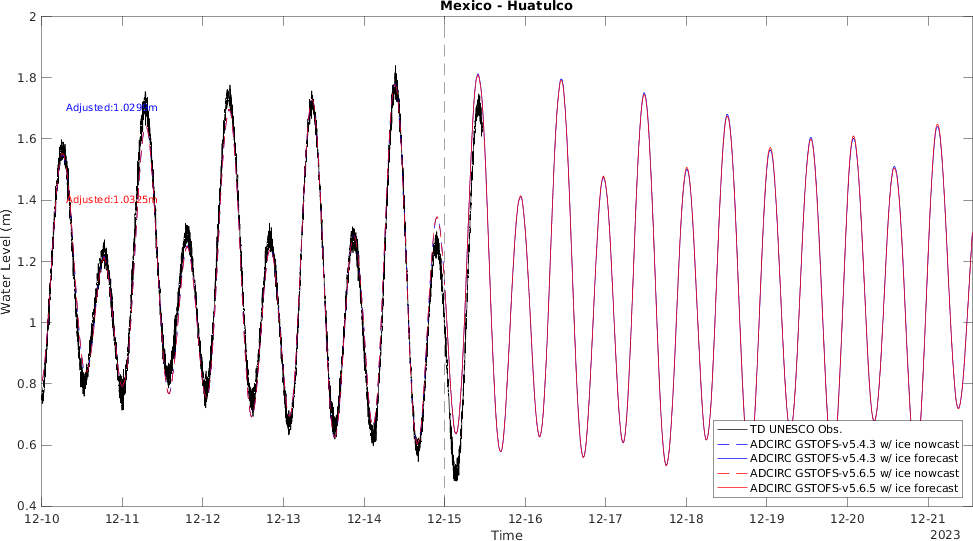 Mexico - Huatulco
Water Level (m)
2
1.8
1.6
1.4
1.2
1
0.8
0.6
0.4
Adjusted:1.0325m
TD UNESCO Obs.
ADCIRC GSTOFS-v5.4.3 w/ ice nowcast
ADCIRC GSTOFS-v5.4.3 w/ ice forecast
ADCIRC GSTOFS-v5.6.5 w/ ice nowcast
ADCIRC GSTOFS-v5.6.5 w/ ice forecast
12-10 12-11 12-12 12-13 12-14 12-15 12-16 12-17 12-18 12-19 12-20 12-21
2023
Time